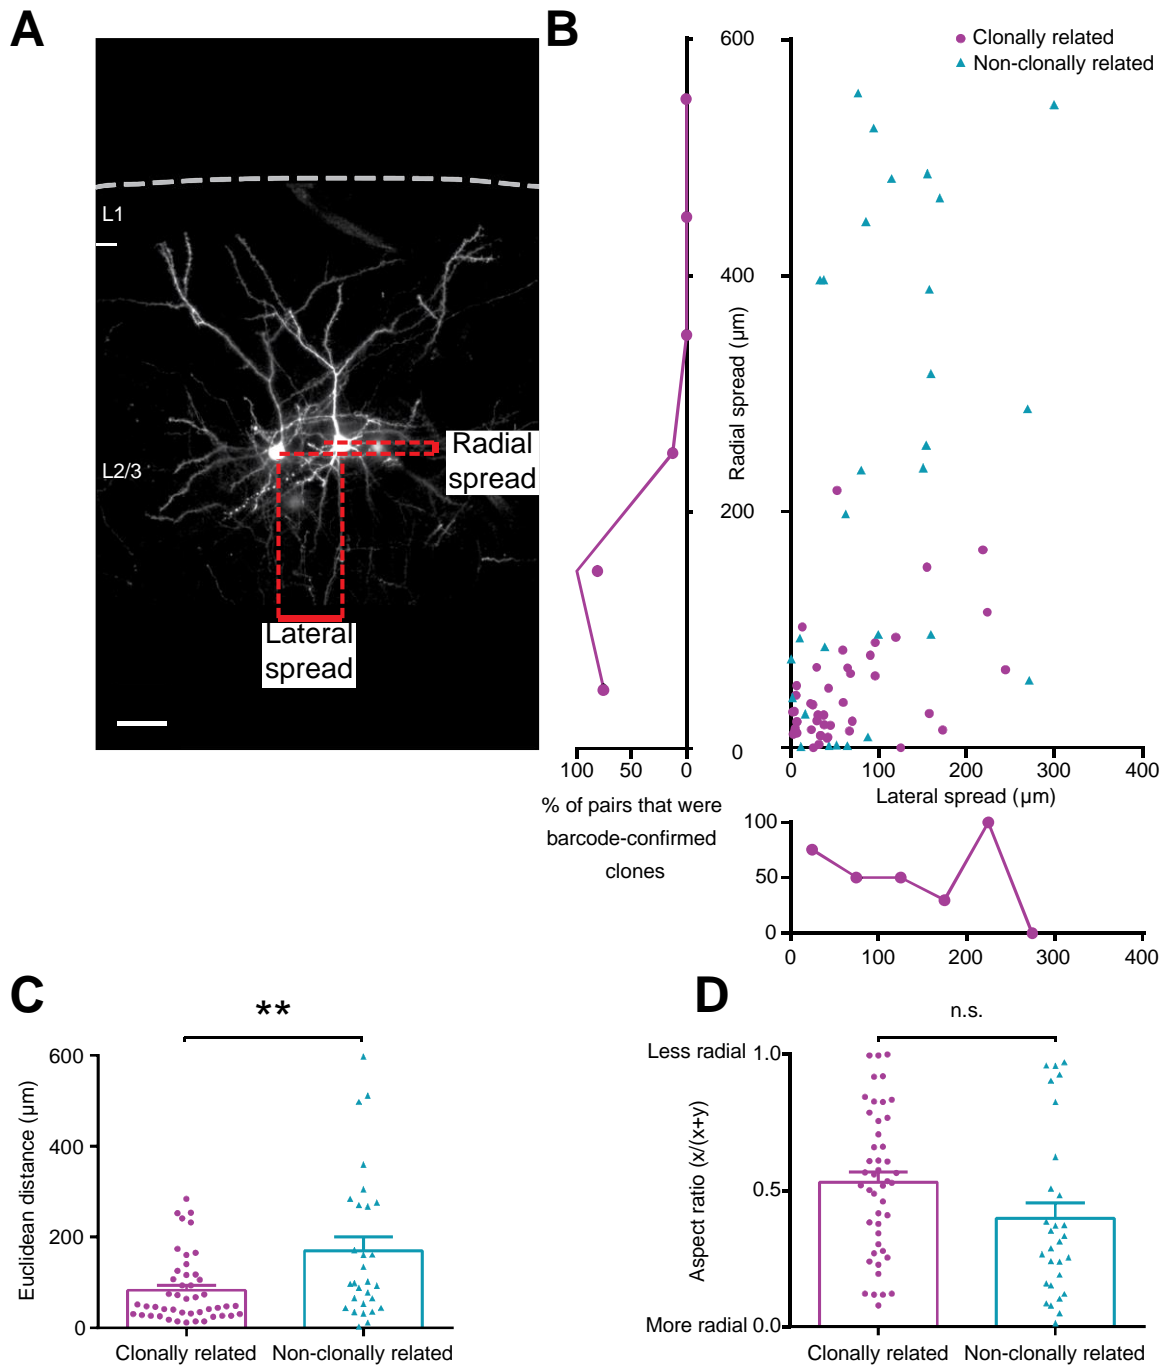 A
L1
L2/3
Radial
spread
Lateral
spread
B
600
400
200
0
Radial spread (µm)
Clonally related
Non-clonally related
100
50
0
% of pairs that were
barcode-confirmed
clones
0
100
200
300
400
Lateral spread (µm)
100
50
0
0
100
200
300
400
C
**
600
400
200
0
Euclidean distance (µm)
Clonally related
Non-clonally related
D
n.s.
Less radial
1.0
0.5
More radial
0.0
Aspect ratio (x/(x+y)
Clonally related
Non-clonally related